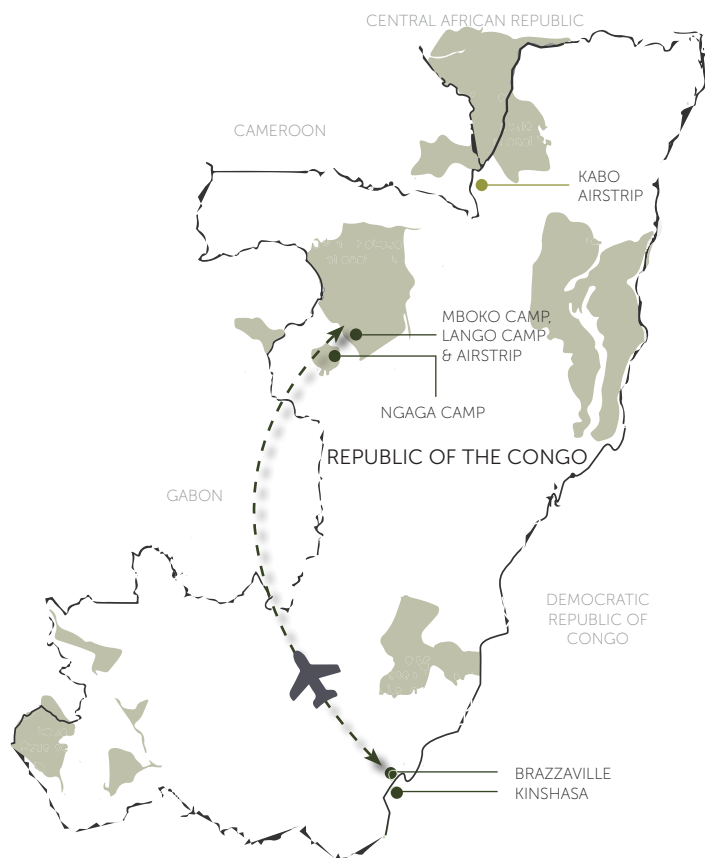 CENTRAL AFRICAN REPUBLIC
CAMEROON
KABO
AIRSTRIP
MBOKO CAMP,
LANGO CAMP
& AIRSTRIP
NGAGA CAMP
REPUBLIC OF THE CONGO
GABON
DEMOCRATIC
REPUBLIC OF
CONGO
BRAZZAVILLE
KINSHASA